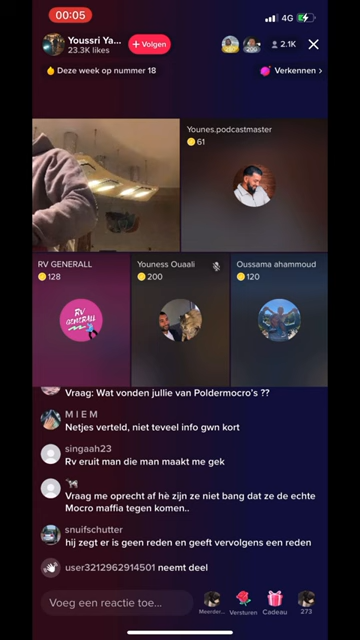 00:05
4G
Youssri Ya...
23.3K likes
+ Volgen
2.1K
Deze week op nummer 18
Verkennen >
Younes.podcastmaster
61
RV GENERALL
128
Youness Ouaali
200
Oussama ahammoud
120
RV
GENERALL
Vraag: Wat vonden jullie van Poldermocro's ??
M I E M
Netjes verteld, niet teveel info gwn kort
singaah23
Rv eruit man die man maakt me gek
Vraag me oprecht af hè zijn ze niet bang dat ze de echte
Mocro maffia tegen komen..
snuifschutter
hij zegt er is geen reden en geeft vervolgens een reden
user3212962914501 neemt deel
Voeg een reactie toe...
Meerder...
Versturen
Cadeau
273